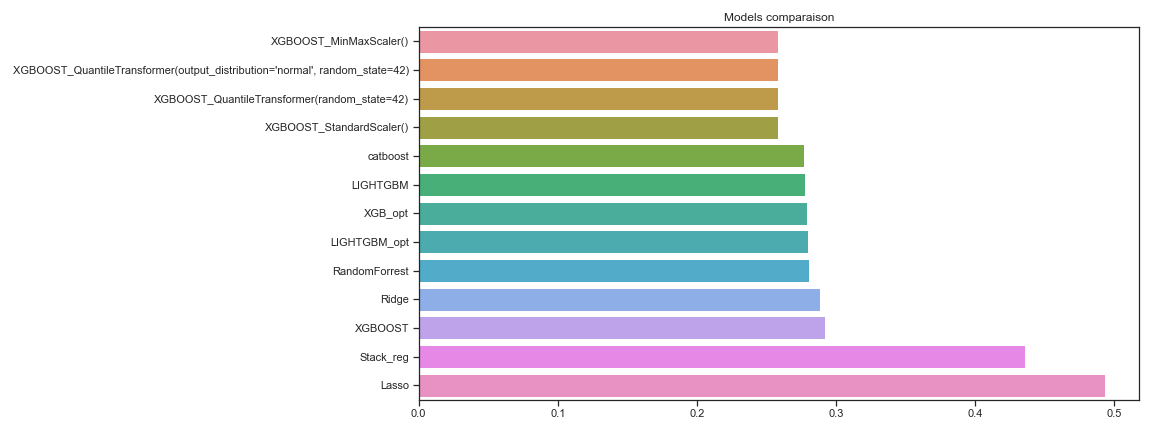 Models comparaison
XGBOOST_MinMaxScaler()
XGBOOST_QuantileTransformer(output_distribution='normal', random_state=42)
XGBOOST_QuantileTransformer(random_state=42)
XGBOOST_StandardScaler()
catboost
LIGHTGBM
XGB_opt
LIGHTGBM_opt
RandomForrest
Ridge
XGBOOST
Stack_reg
Lasso
0.0 0.1 0.2 0.3 0.4 0.5